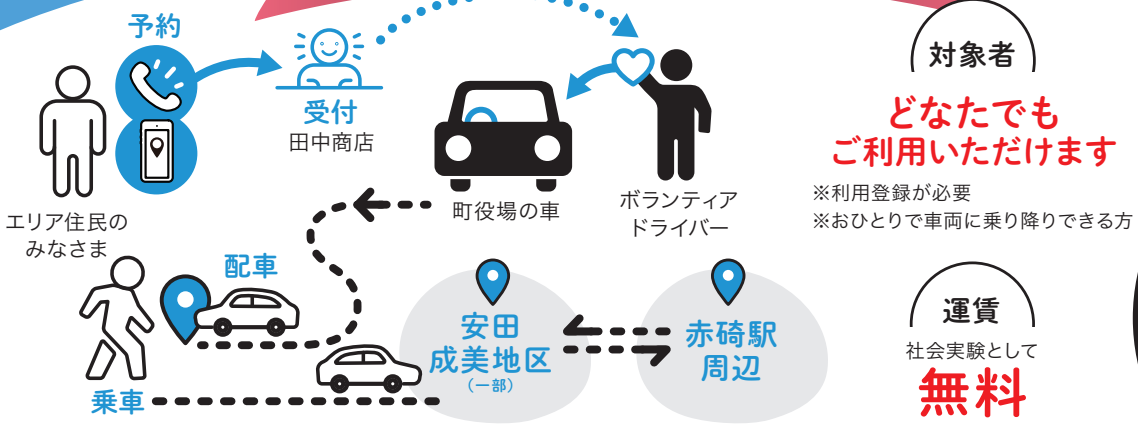 予約
受付
田中商店
エリア住民の
みなさま
町役場の車
ボランティア
ドライバー
配車
乗車
安田
成美地区
（一部）
赤碕駅
周辺
対象者
どなたでも
ご利用いただけます
※利用登録が必要
※おひとりで車両に乗り降りできる方
運賃
社会実験として
無料